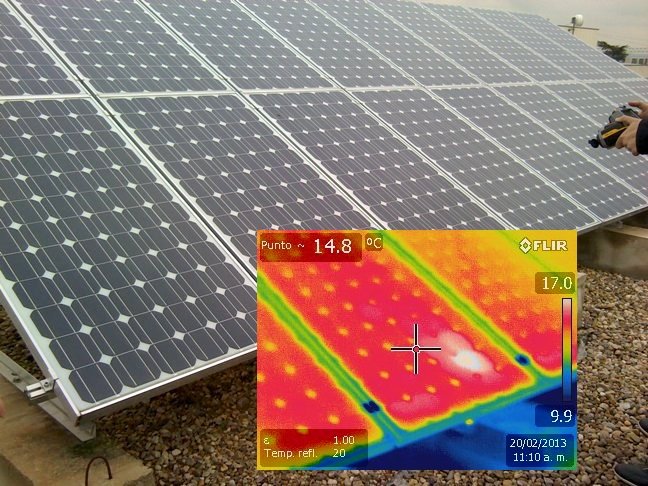 Punto ~ 14.8 ºC
FLIR
17.0
9.9
ε 1.00
Temp. refl. 20
20/02/2013
11:10 a. m.